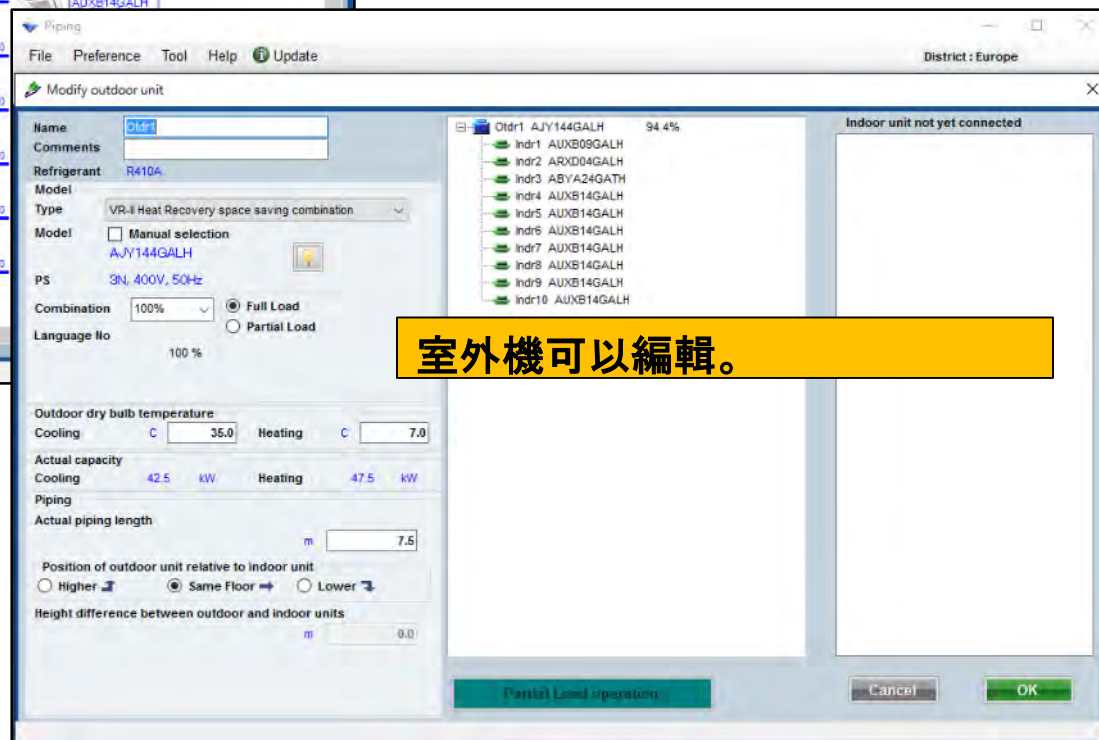 AUXB14GALH
Piping
File Preference Tool Help Update District : Europe
Modify outdoor unit
Name Otdr1
Comments
Refrigerant R410A
Model
Type VR-II Heat Recovery space saving combination
Model Manual selection
AJY144GALH
PS 3N, 400V, 50Hz
Combination 100% Full Load
Partial Load
Language No
100 %
Outdoor dry bulb temperature
Cooling C 35.0 Heating C 7.0
Actual capacity
Cooling 42.5 kW Heating 47.5 kW
Piping
Actual piping length
m 7.5
Position of outdoor unit relative to indoor unit
Higher Same Floor Lower
Height difference between outdoor and indoor units
m 0.0
Otdr1 AJY144GALH 94.4%
Indr1 AUXB09GALH
Indr2 ARXD04GALH
Indr3 ABYA24GATH
Indr4 AUXB14GALH
Indr5 AUXB14GALH
Indr6 AUXB14GALH
Indr7 AUXB14GALH
Indr8 AUXB14GALH
Indr9 AUXB14GALH
Indr10 AUXB14GALH
室外機可以編輯。
Partial Load operation
Indoor unit not yet connected
Cancel OK